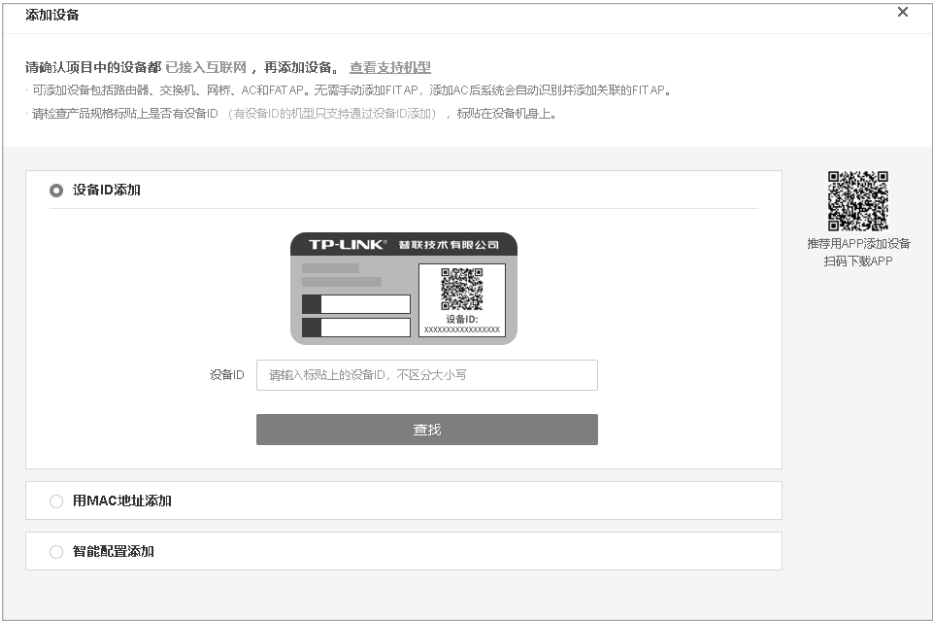 添加设备
请确认项目中的设备都 已接入互联网 ，再添加设备。 查看支持机型
· 可添加设备包括路由器、交换机、网桥、AC和FAT AP。无需手动添加FIT AP，添加AC后系统会自动识别并添加关联的FIT AP。
· 请检查产品规格标贴上是否有设备ID （有设备ID的机型只支持通过设备ID添加），标贴在设备机身上。
设备ID添加
TP-LINK® 普联技术有限公司
设备ID:
XXXXXXXXXXXXXXXXX
设备ID
请输入标贴上的设备ID，不区分大小写
查找
用MAC地址添加
智能配置添加
推荐用APP添加设备
扫码下载APP